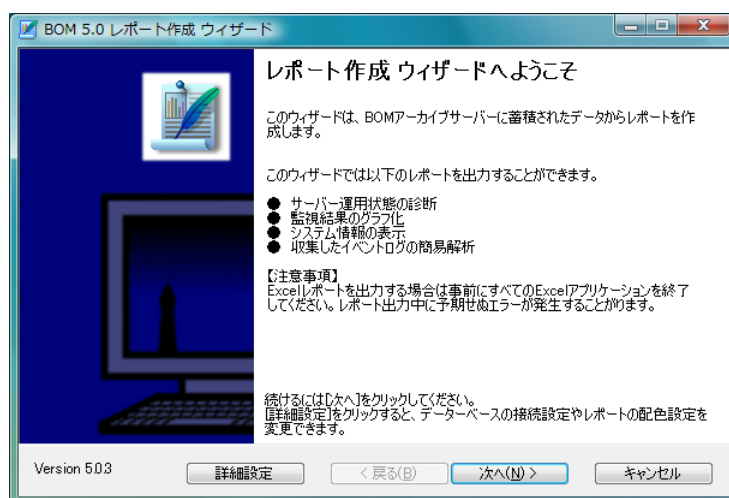 BOM 5.0 レポート作成 ウィザード
レポート作成 ウィザードへようこそ
このウィザードは、BOMアーカイブサーバーに蓄積されたデータからレポートを作
成します。
このウィザードでは以下のレポートを出力することができます。
● サーバー運用状態の診断
● 監視結果のグラフ化
● システム情報の表示
● 収集したイベントログの簡易解析
【注意事項】
Excelレポートを出力する場合は事前にすべてのExcelアプリケーションを終了
してください。レポート出力中に予期せぬエラーが発生することがります。
続けるには[次へ]をクリックしてください。
[詳細設定]をクリックすると、データーベースの接続設定やレポートの配色設定を
変更できます。
Version 5.0.3
詳細設定
< 戻る(B)
次へ(N) >
キャンセル